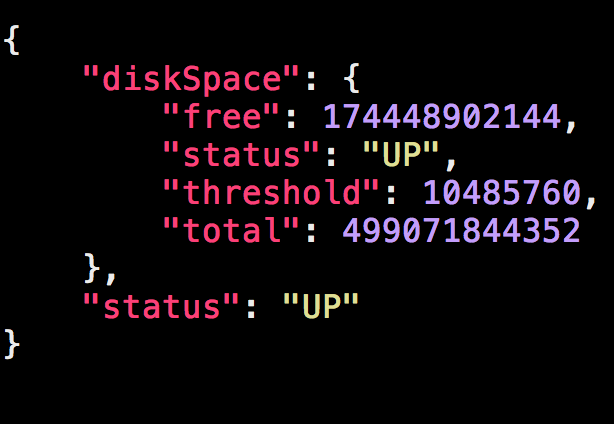 {
    "diskSpace": {
        "free": 174448902144,
        "status": "UP",
        "threshold": 10485760,
        "total": 499071844352
    },
    "status": "UP"
}